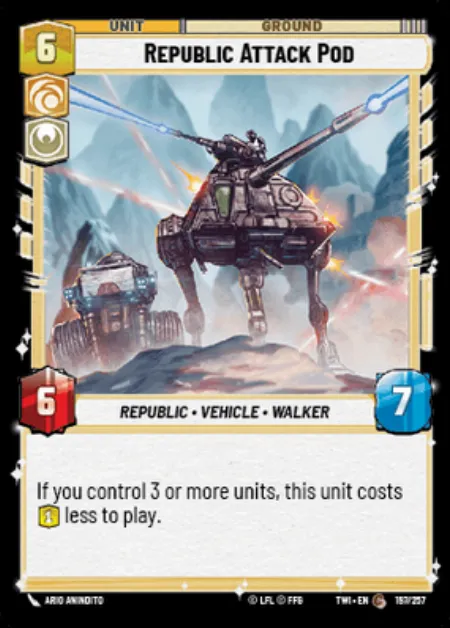 UNIT GROUND
6 REPUBLIC ATTACK POD
6 REPUBLIC • VEHICLE • WALKER 7
If you control 3 or more units, this unit costs
1 less to play.
ARIO ANINDITO © LFL © FFG TWI • EN C